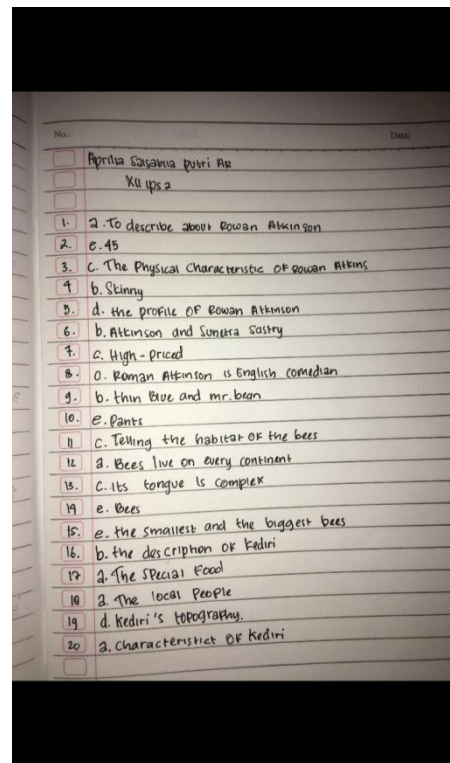 No.: Date:
Aprilia Salsabila putri AR
XII ips 2
1. a. To describe about Rowan Atkinson
2. e. 45
3. c. The Physical Characteristic OF Rowan Atkins
4 b. Skinny
5. d. the profile OF Rowan Atkinson
6. b. Atkinson and Sunetra Sastry
7. c. High - priced
8. a. Roman Atkinson is English comedian
9. b. thin Blue and mr. bean
10. e. Pants
11 c. Telling the habitat OF the bees
12 a. Bees live on every continent
13. c. its tongue is complex
14 e. Bees
15. e. the smallest and the biggest bees
16. b. the description OF Kediri
17 a. The Special Food
18 a. The local People
19 d. Kediri's topography.
20 a. Characteristict OF Kediri